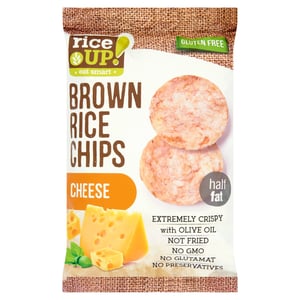 rice
UP!
eat smart
GLUTEN FREE
BROWN
RICE
CHIPS
CHEESE
half
fat
EXTREMELY CRISPY
with OLIVE OIL
NOT FRIED
NO GMO
NO GLUTAMAT
NO PRESERVATIVES